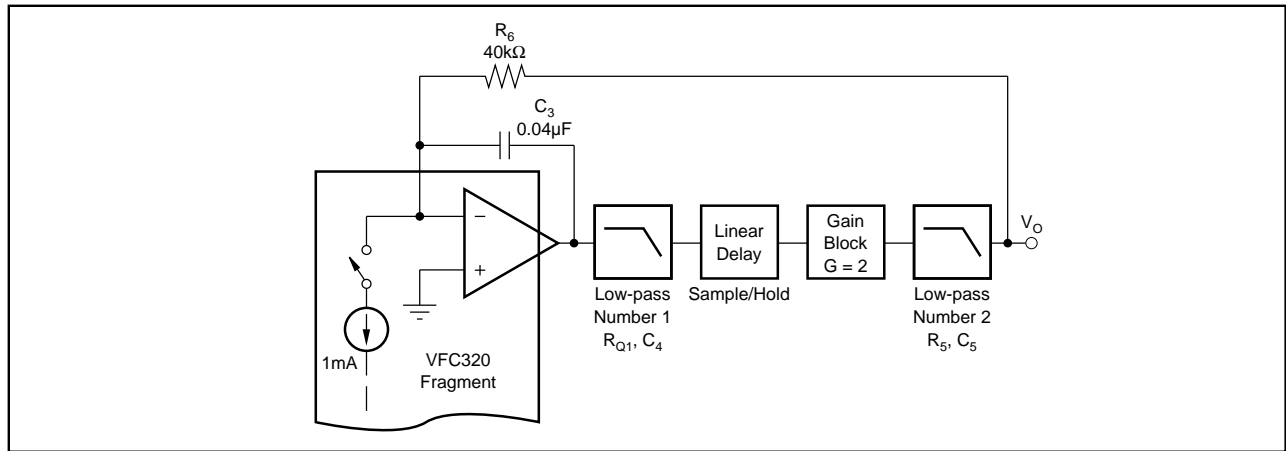 R6
40kΩ
C3
0.04µF
−
+
1mA
VFC320
Fragment
Low-pass
Number 1
RQ1, C4
Linear
Delay
Sample/Hold
Gain
Block
G = 2
Low-pass
Number 2
R5, C5
VO